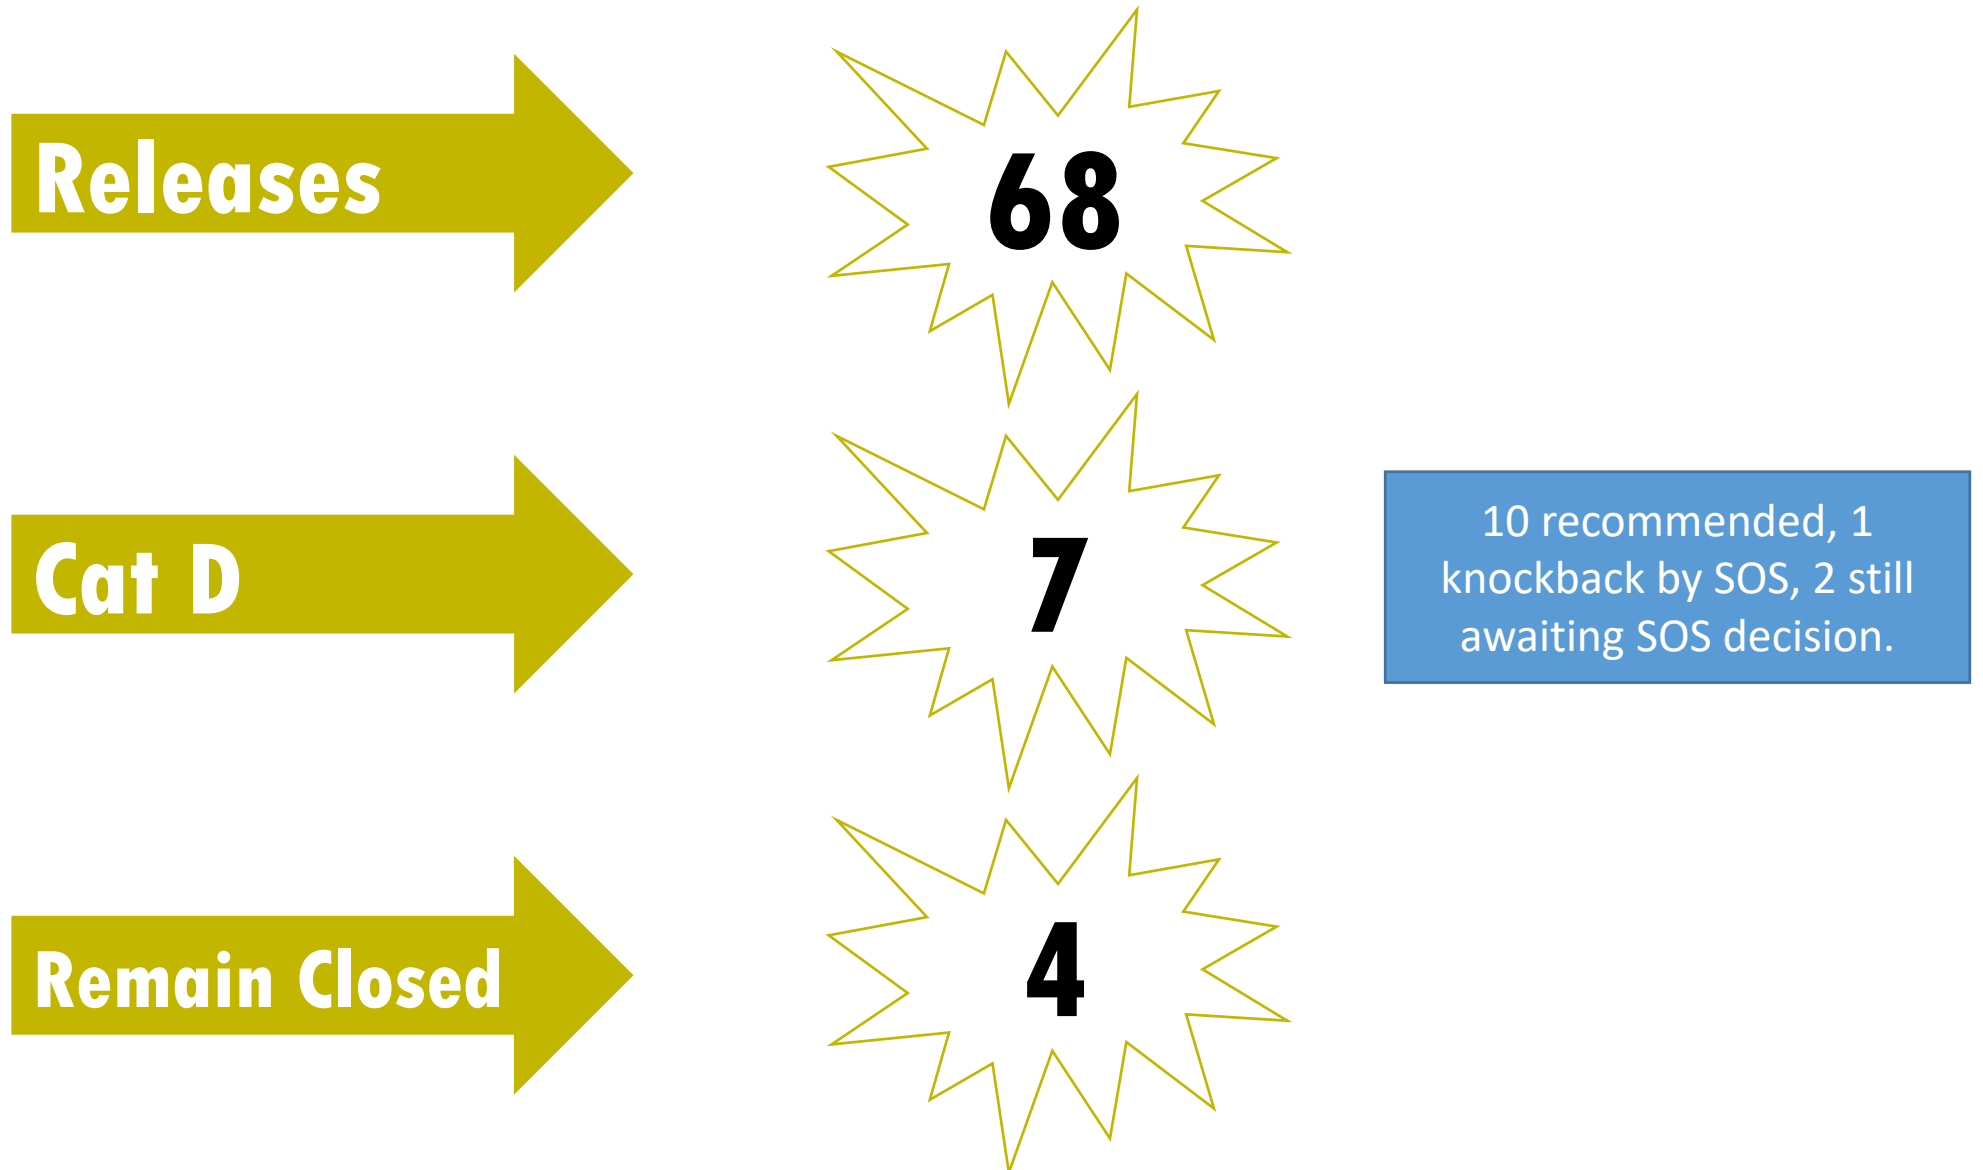 Releases
68
Cat D
7
10 recommended, 1
knockback by SOS, 2 still
awaiting SOS decision.
Remain Closed
4